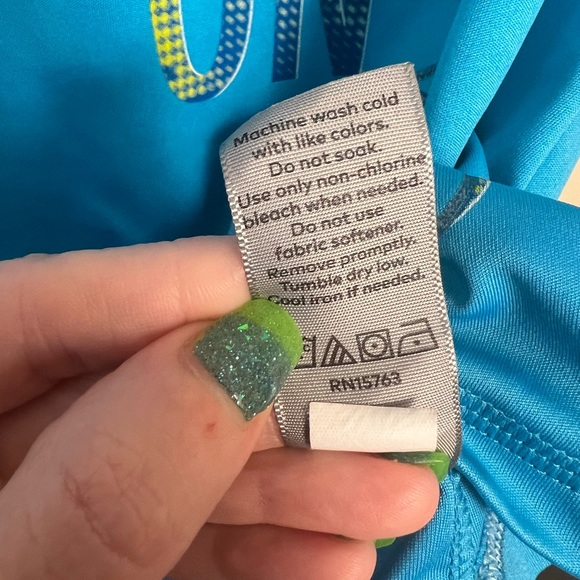 Machine wash cold
with like colors.
Do not soak.
Use only non-chlorine
bleach when needed.
Do not use
fabric softener.
Remove promptly.
Tumble dry low.
Cool iron if needed.
RN15763